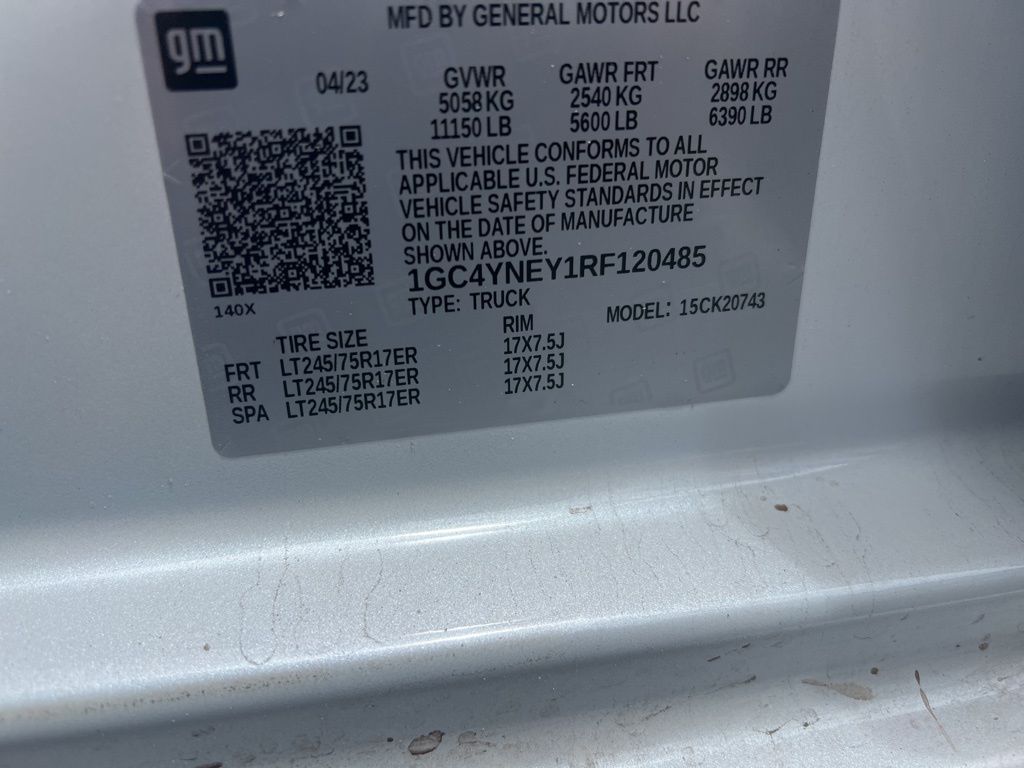 MFD BY GENERAL MOTORS LLC
gm
04/23 GVWR GAWR FRT GAWR RR
5058 KG 2540 KG 2898 KG
11150 LB 5600 LB 6390 LB
THIS VEHICLE CONFORMS TO ALL
APPLICABLE U.S. FEDERAL MOTOR
VEHICLE SAFETY STANDARDS IN EFFECT
ON THE DATE OF MANUFACTURE
SHOWN ABOVE.
1GC4YNEY1RF120485
140X
TYPE: TRUCK MODEL: 15CK20743
TIRE SIZE RIM
FRT LT245/75R17ER 17X7.5J
RR LT245/75R17ER 17X7.5J
SPA LT245/75R17ER 17X7.5J